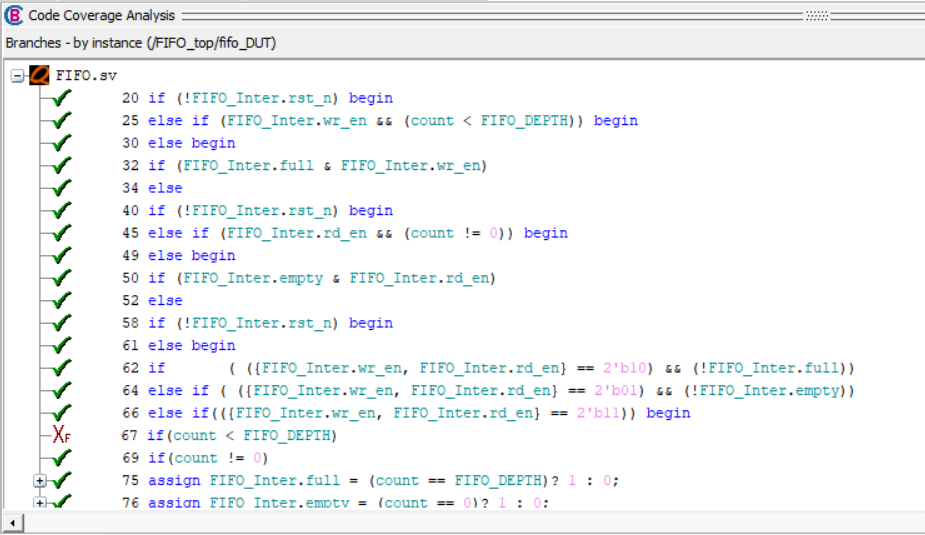 Code Coverage Analysis
Branches - by instance (/FIFO_top/fifo_DUT)
FIFO.sv
20 if (!FIFO_Inter.rst_n) begin
25 else if (FIFO_Inter.wr_en && (count < FIFO_DEPTH)) begin
30 else begin
32 if (FIFO_Inter.full & FIFO_Inter.wr_en)
34 else
40 if (!FIFO_Inter.rst_n) begin
45 else if (FIFO_Inter.rd_en && (count != 0)) begin
49 else begin
50 if (FIFO_Inter.empty & FIFO_Inter.rd_en)
52 else
58 if (!FIFO_Inter.rst_n) begin
61 else begin
62 if ( ({FIFO_Inter.wr_en, FIFO_Inter.rd_en} == 2'b10) && (!FIFO_Inter.full))
64 else if ( ({FIFO_Inter.wr_en, FIFO_Inter.rd_en} == 2'b01) && (!FIFO_Inter.empty))
66 else if(({FIFO_Inter.wr_en, FIFO_Inter.rd_en} == 2'b11)) begin
XF 67 if(count < FIFO_DEPTH)
69 if(count != 0)
75 assign FIFO_Inter.full = (count == FIFO_DEPTH)? 1 : 0;
76 assign FIFO_Inter.empty = (count == 0)? 1 : 0;